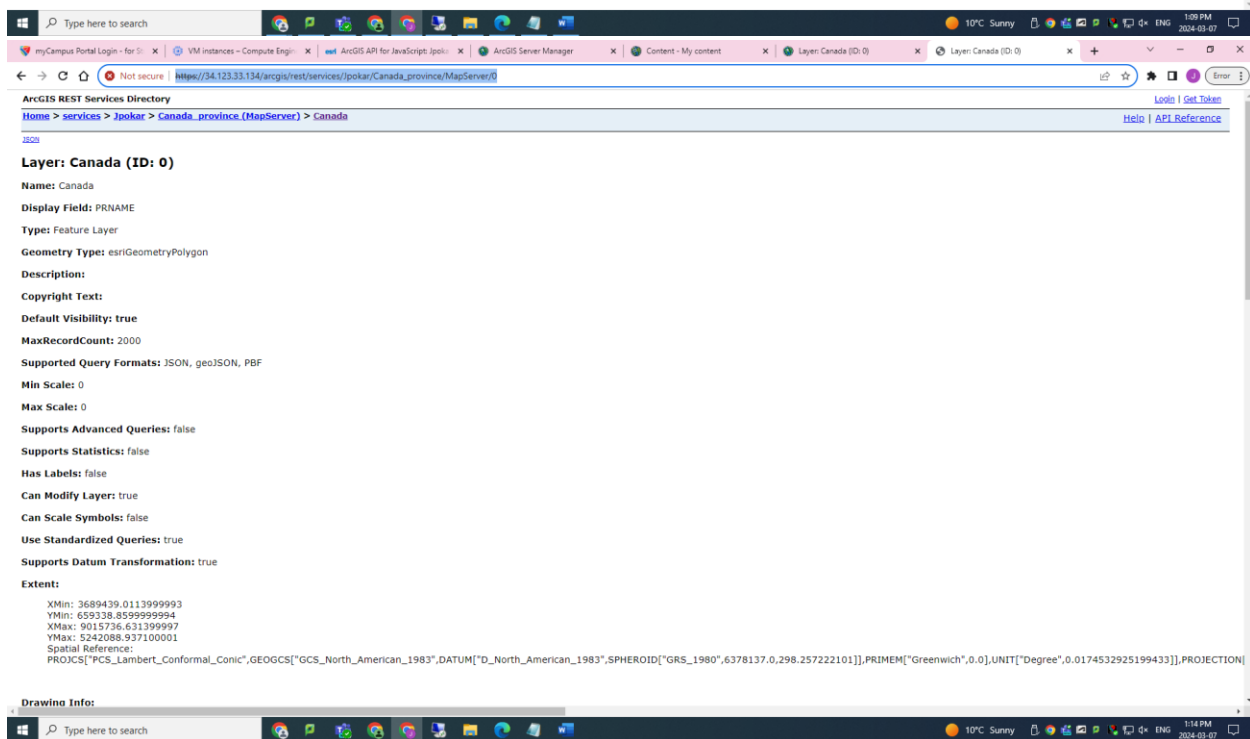 Type here to search
10°C Sunny
ENG
1:09 PM
2024-03-07
myCampus Portal Login - for St
VM instances - Compute Engin
esri ArcGIS API for JavaScript: Jpok
ArcGIS Server Manager
Content - My content
Layer: Canada (ID: 0)
Layer: Canada (ID: 0)
Not secure
https://34.123.33.134/arcgis/rest/services/Jpokar/Canada_province/MapServer/0
J
Error
ArcGIS REST Services Directory
Login | Get Token
Home > services > Jpokar > Canada_province (MapServer) > Canada
Help | API Reference
JSON
Layer: Canada (ID: 0)
Name: Canada
Display Field: PRNAME
Type: Feature Layer
Geometry Type: esriGeometryPolygon
Description:
Copyright Text:
Default Visibility: true
MaxRecordCount: 2000
Supported Query Formats: JSON, geoJSON, PBF
Min Scale: 0
Max Scale: 0
Supports Advanced Queries: false
Supports Statistics: false
Has Labels: false
Can Modify Layer: true
Can Scale Symbols: false
Use Standardized Queries: true
Supports Datum Transformation: true
Extent:
XMin: 3689439.0113999993
YMin: 659338.8599999994
XMax: 9015736.631399997
YMax: 5242088.937100001
Spatial Reference:
PROJCS["PCS_Lambert_Conformal_Conic",GEOGCS["GCS_North_American_1983",DATUM["D_North_American_1983",SPHEROID["GRS_1980",6378137.0,298.257222101]],PRIMEM["Greenwich",0.0],UNIT["Degree",0.0174532925199433]],PROJECTION[
Drawing Info:
Type here to search
10°C Sunny
ENG
1:14 PM
2024-03-07